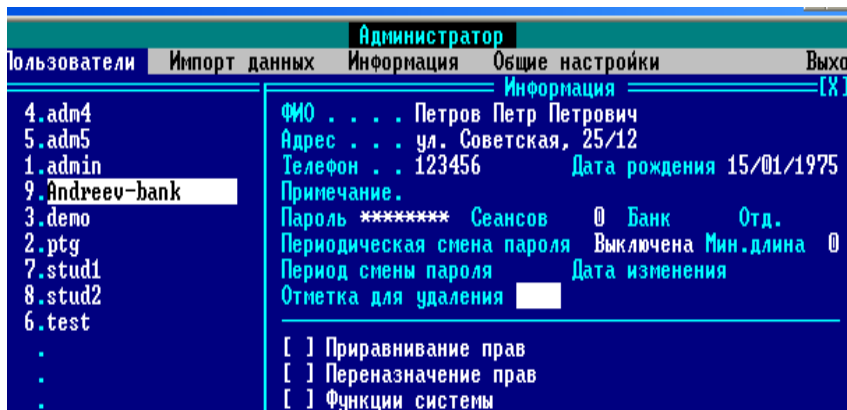 Администратор
Пользователи Импорт данных Информация Общие настройки Выхо
Информация [X]
4.adm4
5.adm5
1.admin
9.Andreev-bank
3.demo
2.ptg
7.stud1
8.stud2
6.test
.
.
.
ФИО . . . . Петров Петр Петрович
Адрес . . . ул. Советская, 25/12
Телефон . . 123456 Дата рождения 15/01/1975
Примечание.
Пароль ******** Сеансов 0 Банк Отд.
Периодическая смена пароля Выключена Мин.длина 0
Период смены пароля Дата изменения
Отметка для удаления
[ ] Приравнивание прав
[ ] Переназначение прав
[ ] Функции системы